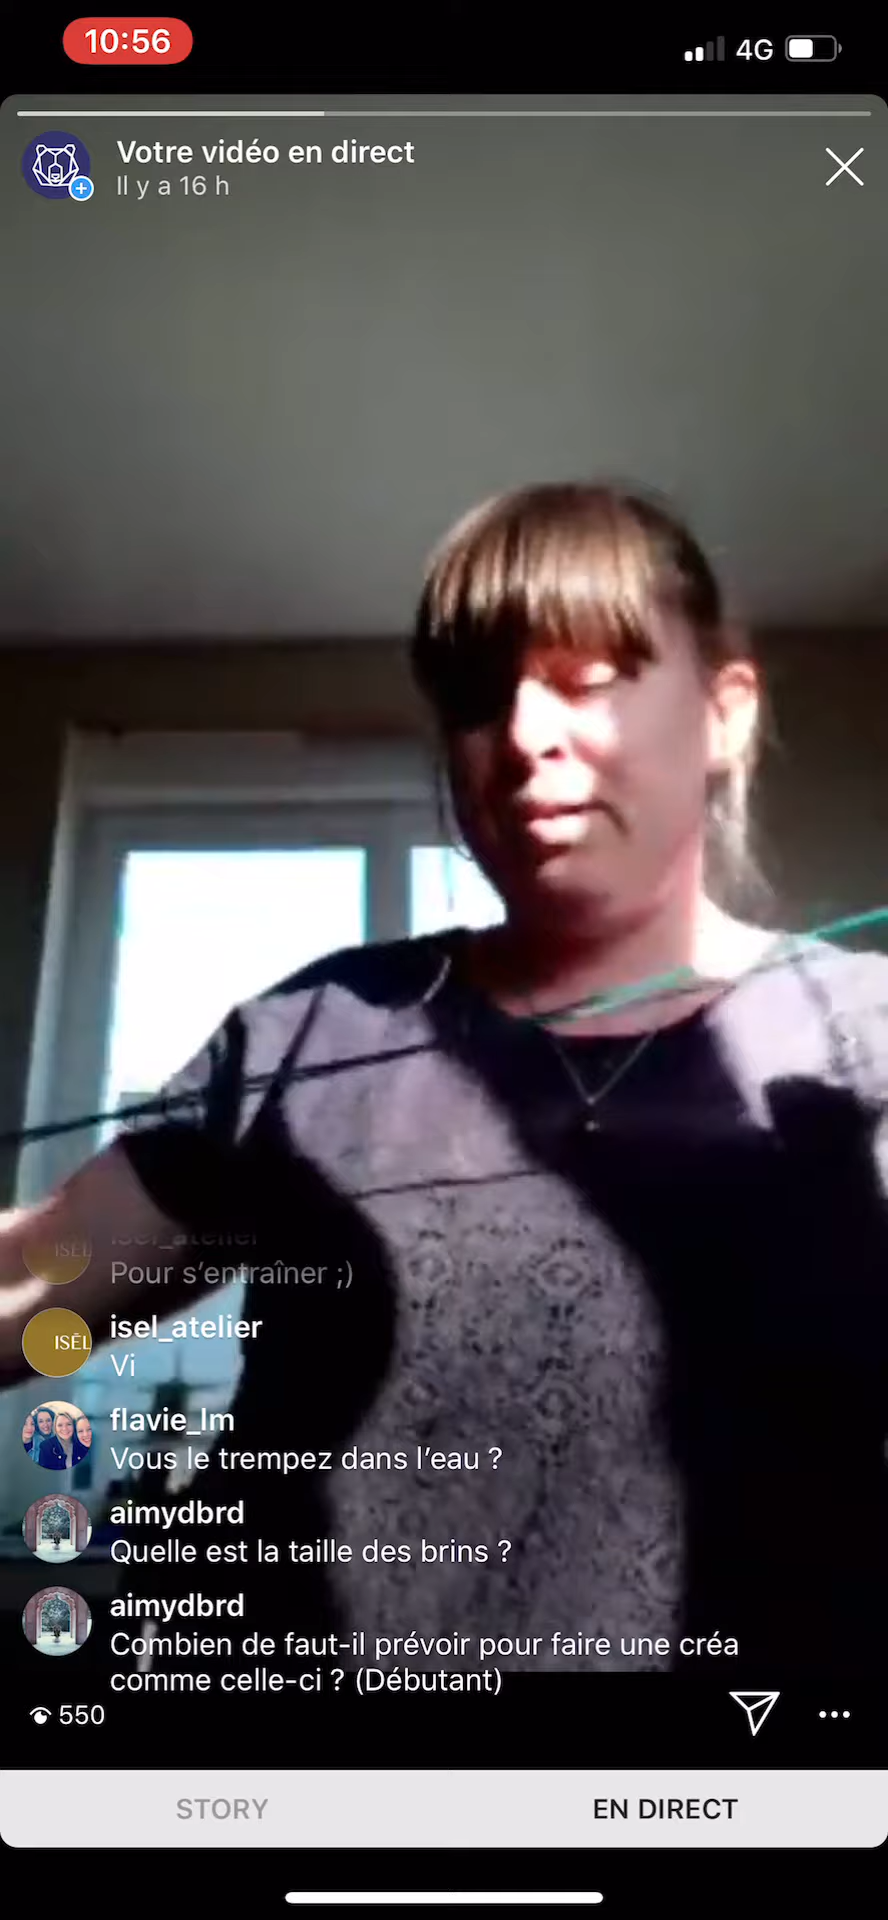 10:56
4G
Votre vidéo en direct
Il y a 16 h
isel_atelier
Pour s’entraîner ;)
ISĒL
isel_atelier
Vi
flavie_lm
Vous le trempez dans l’eau ?
aimydbrd
Quelle est la taille des brins ?
aimydbrd
Combien de faut-il prévoir pour faire une créa
comme celle-ci ? (Débutant)
550
STORY
EN DIRECT